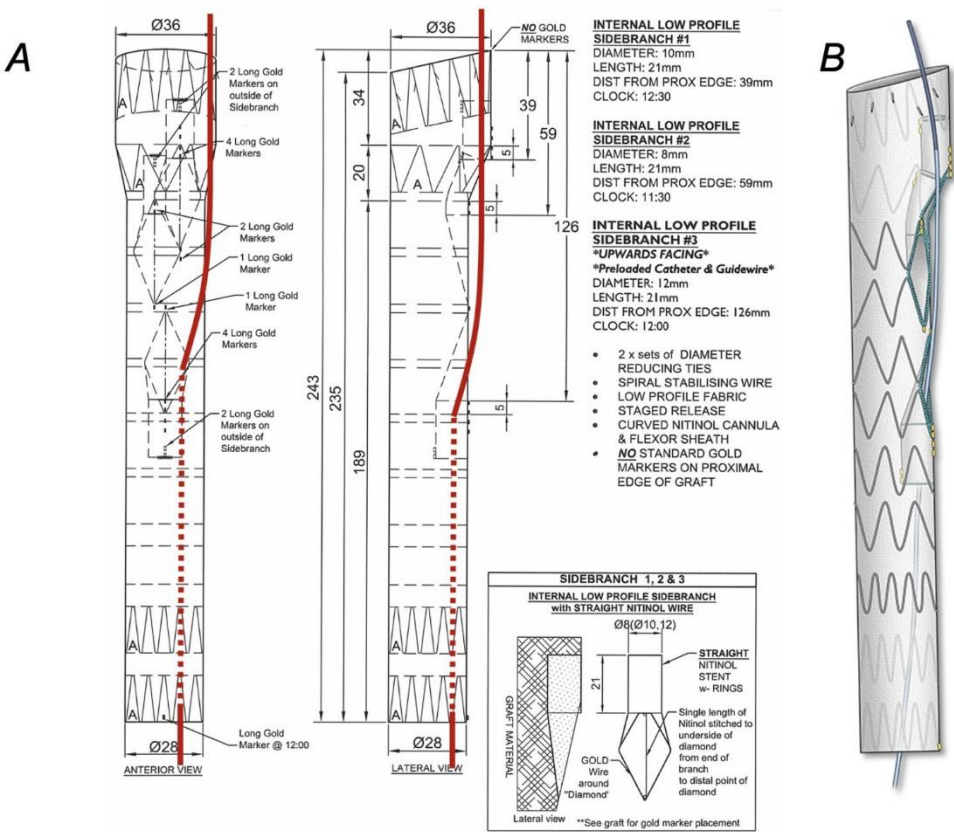 A
Ø36
2 Long Gold
Markers on
outside of
Sidebranch
A
4 Long Gold
Markers
A
2 Long Gold
Markers
1 Long Gold
Marker
1 Long Gold
Marker
4 Long Gold
Markers
2 Long Gold
Markers on
outside of
Sidebranch
A
A
Long Gold
Marker @ 12:00
Ø28
ANTERIOR VIEW
Ø36
NO GOLD
MARKERS
34
20
243
235
189
A
A
39
59
5
5
126
5
A
A
Ø28
LATERAL VIEW
INTERNAL LOW PROFILE
SIDEBRANCH #1
DIAMETER: 10mm
LENGTH: 21mm
DIST FROM PROX EDGE: 39mm
CLOCK: 12:30
INTERNAL LOW PROFILE
SIDEBRANCH #2
DIAMETER: 8mm
LENGTH: 21mm
DIST FROM PROX EDGE: 59mm
CLOCK: 11:30
INTERNAL LOW PROFILE
SIDEBRANCH #3
*UPWARDS FACING*
*Preloaded Catheter & Guidewire*
DIAMETER: 12mm
LENGTH: 21mm
DIST FROM PROX EDGE: 126mm
CLOCK: 12:00
• 2 x sets of DIAMETER
REDUCING TIES
• SPIRAL STABILISING WIRE
• LOW PROFILE FABRIC
• STAGED RELEASE
• CURVED NITINOL CANNULA
& FLEXOR SHEATH
• NO STANDARD GOLD
MARKERS ON PROXIMAL
EDGE OF GRAFT
SIDEBRANCH 1, 2 & 3
INTERNAL LOW PROFILE SIDEBRANCH
with STRAIGHT NITINOL WIRE
Ø8(Ø10,12)
GRAFT MATERIAL
21
STRAIGHT
NITINOL
STENT
w- RINGS
Single length of
Nitinol stitched to
underside of
diamond
from end of
branch
to distal point of
diamond
GOLD
Wire
around
"Diamond'
Lateral view
**See graft for gold marker placement
B